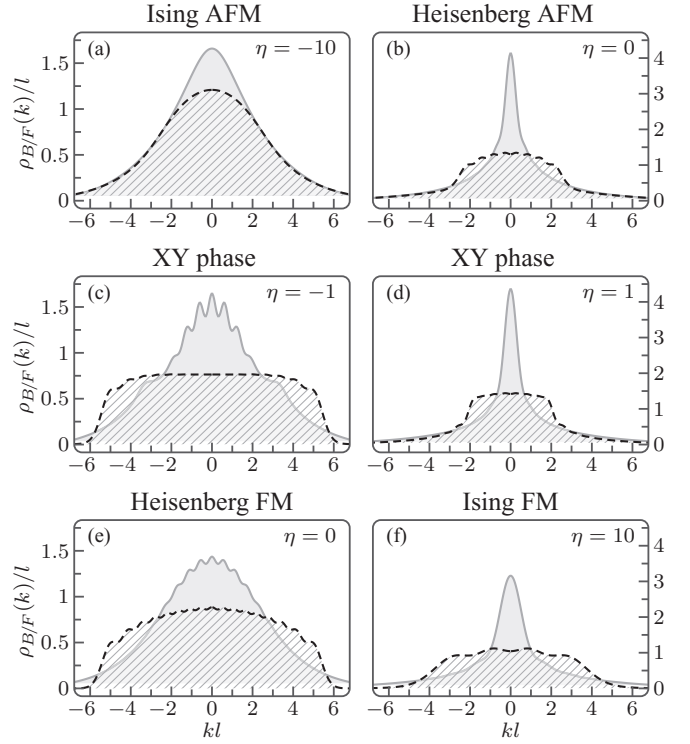 Ising AFM
Heisenberg AFM
(a) η = −10
(b) η = 0
ρ_{B/F}(k)/l
1.5
1
0.5
0
4
3
2
1
0
−6 −4 −2 0 2 4 6
−6 −4 −2 0 2 4 6
XY phase
XY phase
(c) η = −1
(d) η = 1
ρ_{B/F}(k)/l
1.5
1
0.5
0
4
3
2
1
0
−6 −4 −2 0 2 4 6
−6 −4 −2 0 2 4 6
Heisenberg FM
Ising FM
(e) η = 0
(f) η = 10
ρ_{B/F}(k)/l
1.5
1
0.5
0
4
3
2
1
0
−6 −4 −2 0 2 4 6
−6 −4 −2 0 2 4 6
kl
kl